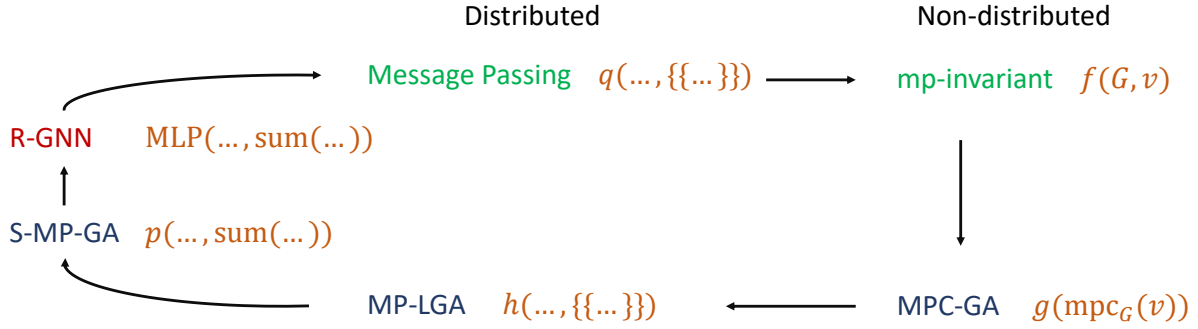 Distributed Non-distributed
Message Passing q(…, {{…}}) mp-invariant f(G, v)
R-GNN MLP(…, sum(…))
S-MP-GA p(…, sum(…))
MP-LGA h(…, {{…}}) MPC-GA g(mpc_G(v))